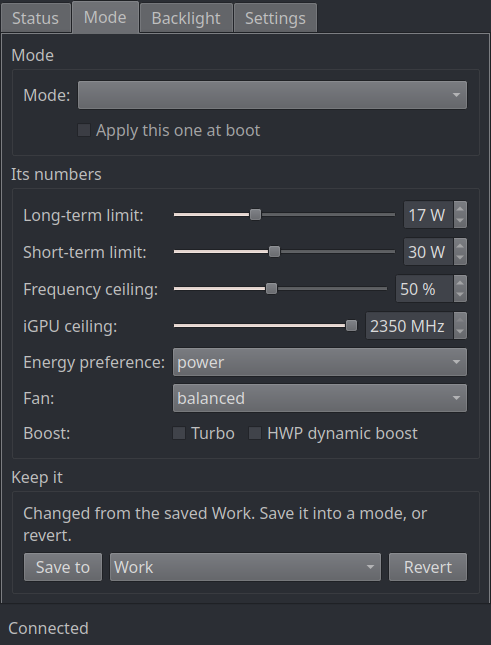 Status Mode Backlight Settings
Mode
Mode:
Apply this one at boot
Its numbers
Long-term limit: 17 W
Short-term limit: 30 W
Frequency ceiling: 50 %
iGPU ceiling: 2350 MHz
Energy preference: power
Fan: balanced
Boost: Turbo HWP dynamic boost
Keep it
Changed from the saved Work. Save it into a mode, or
revert.
Save to Work Revert
Connected